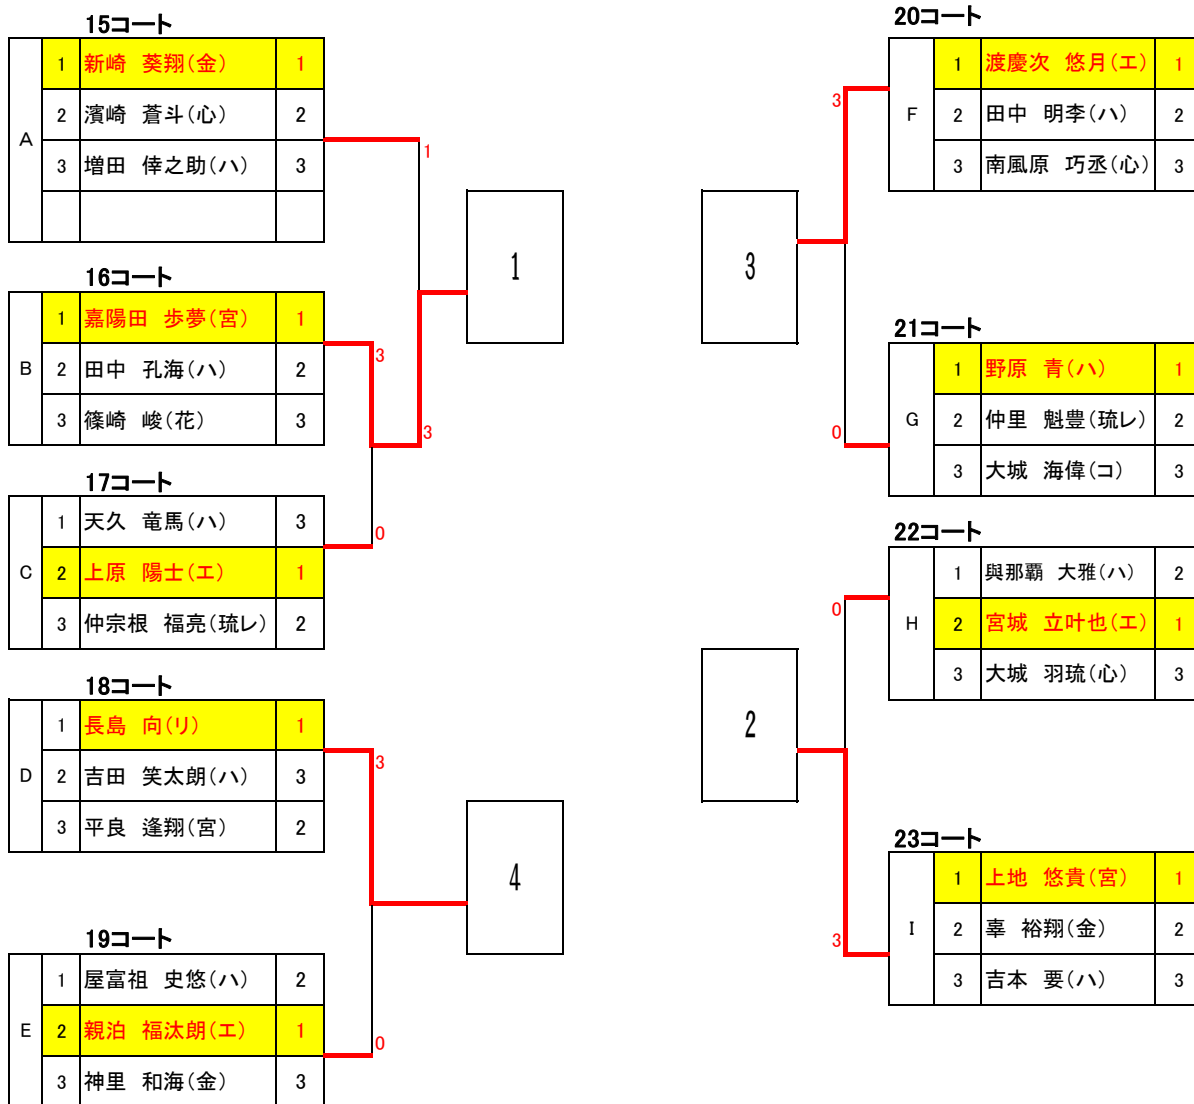 15コート
A
1 新崎 葵翔(金) 1
2 濱崎 蒼斗(心) 2
3 増田 倖之助(ハ) 3
1
16コート
B
1 嘉陽田 歩夢(宮) 1
2 田中 孔海(ハ) 2
3 篠崎 峻(花) 3
3
3
1
17コート
C
1 天久 竜馬(ハ) 3
2 上原 陽士(エ) 1
3 仲宗根 福亮(琉レ) 2
0
18コート
D
1 長島 向(リ) 1
2 吉田 笑太朗(ハ) 3
3 平良 逢翔(宮) 2
3
4
19コート
E
1 屋富祖 史悠(ハ) 2
2 親泊 福汰朗(エ) 1
3 神里 和海(金) 3
0
20コート
F
1 渡慶次 悠月(エ) 1
2 田中 明李(ハ) 2
3 南風原 巧丞(心) 3
3
3
21コート
G
1 野原 青(ハ) 1
2 仲里 魁豊(琉レ) 2
3 大城 海偉(コ) 3
0
22コート
H
1 與那覇 大雅(ハ) 2
2 宮城 立叶也(エ) 1
3 大城 羽琉(心) 3
0
2
23コート
I
1 上地 悠貴(宮) 1
2 辜 裕翔(金) 2
3 吉本 要(ハ) 3
3